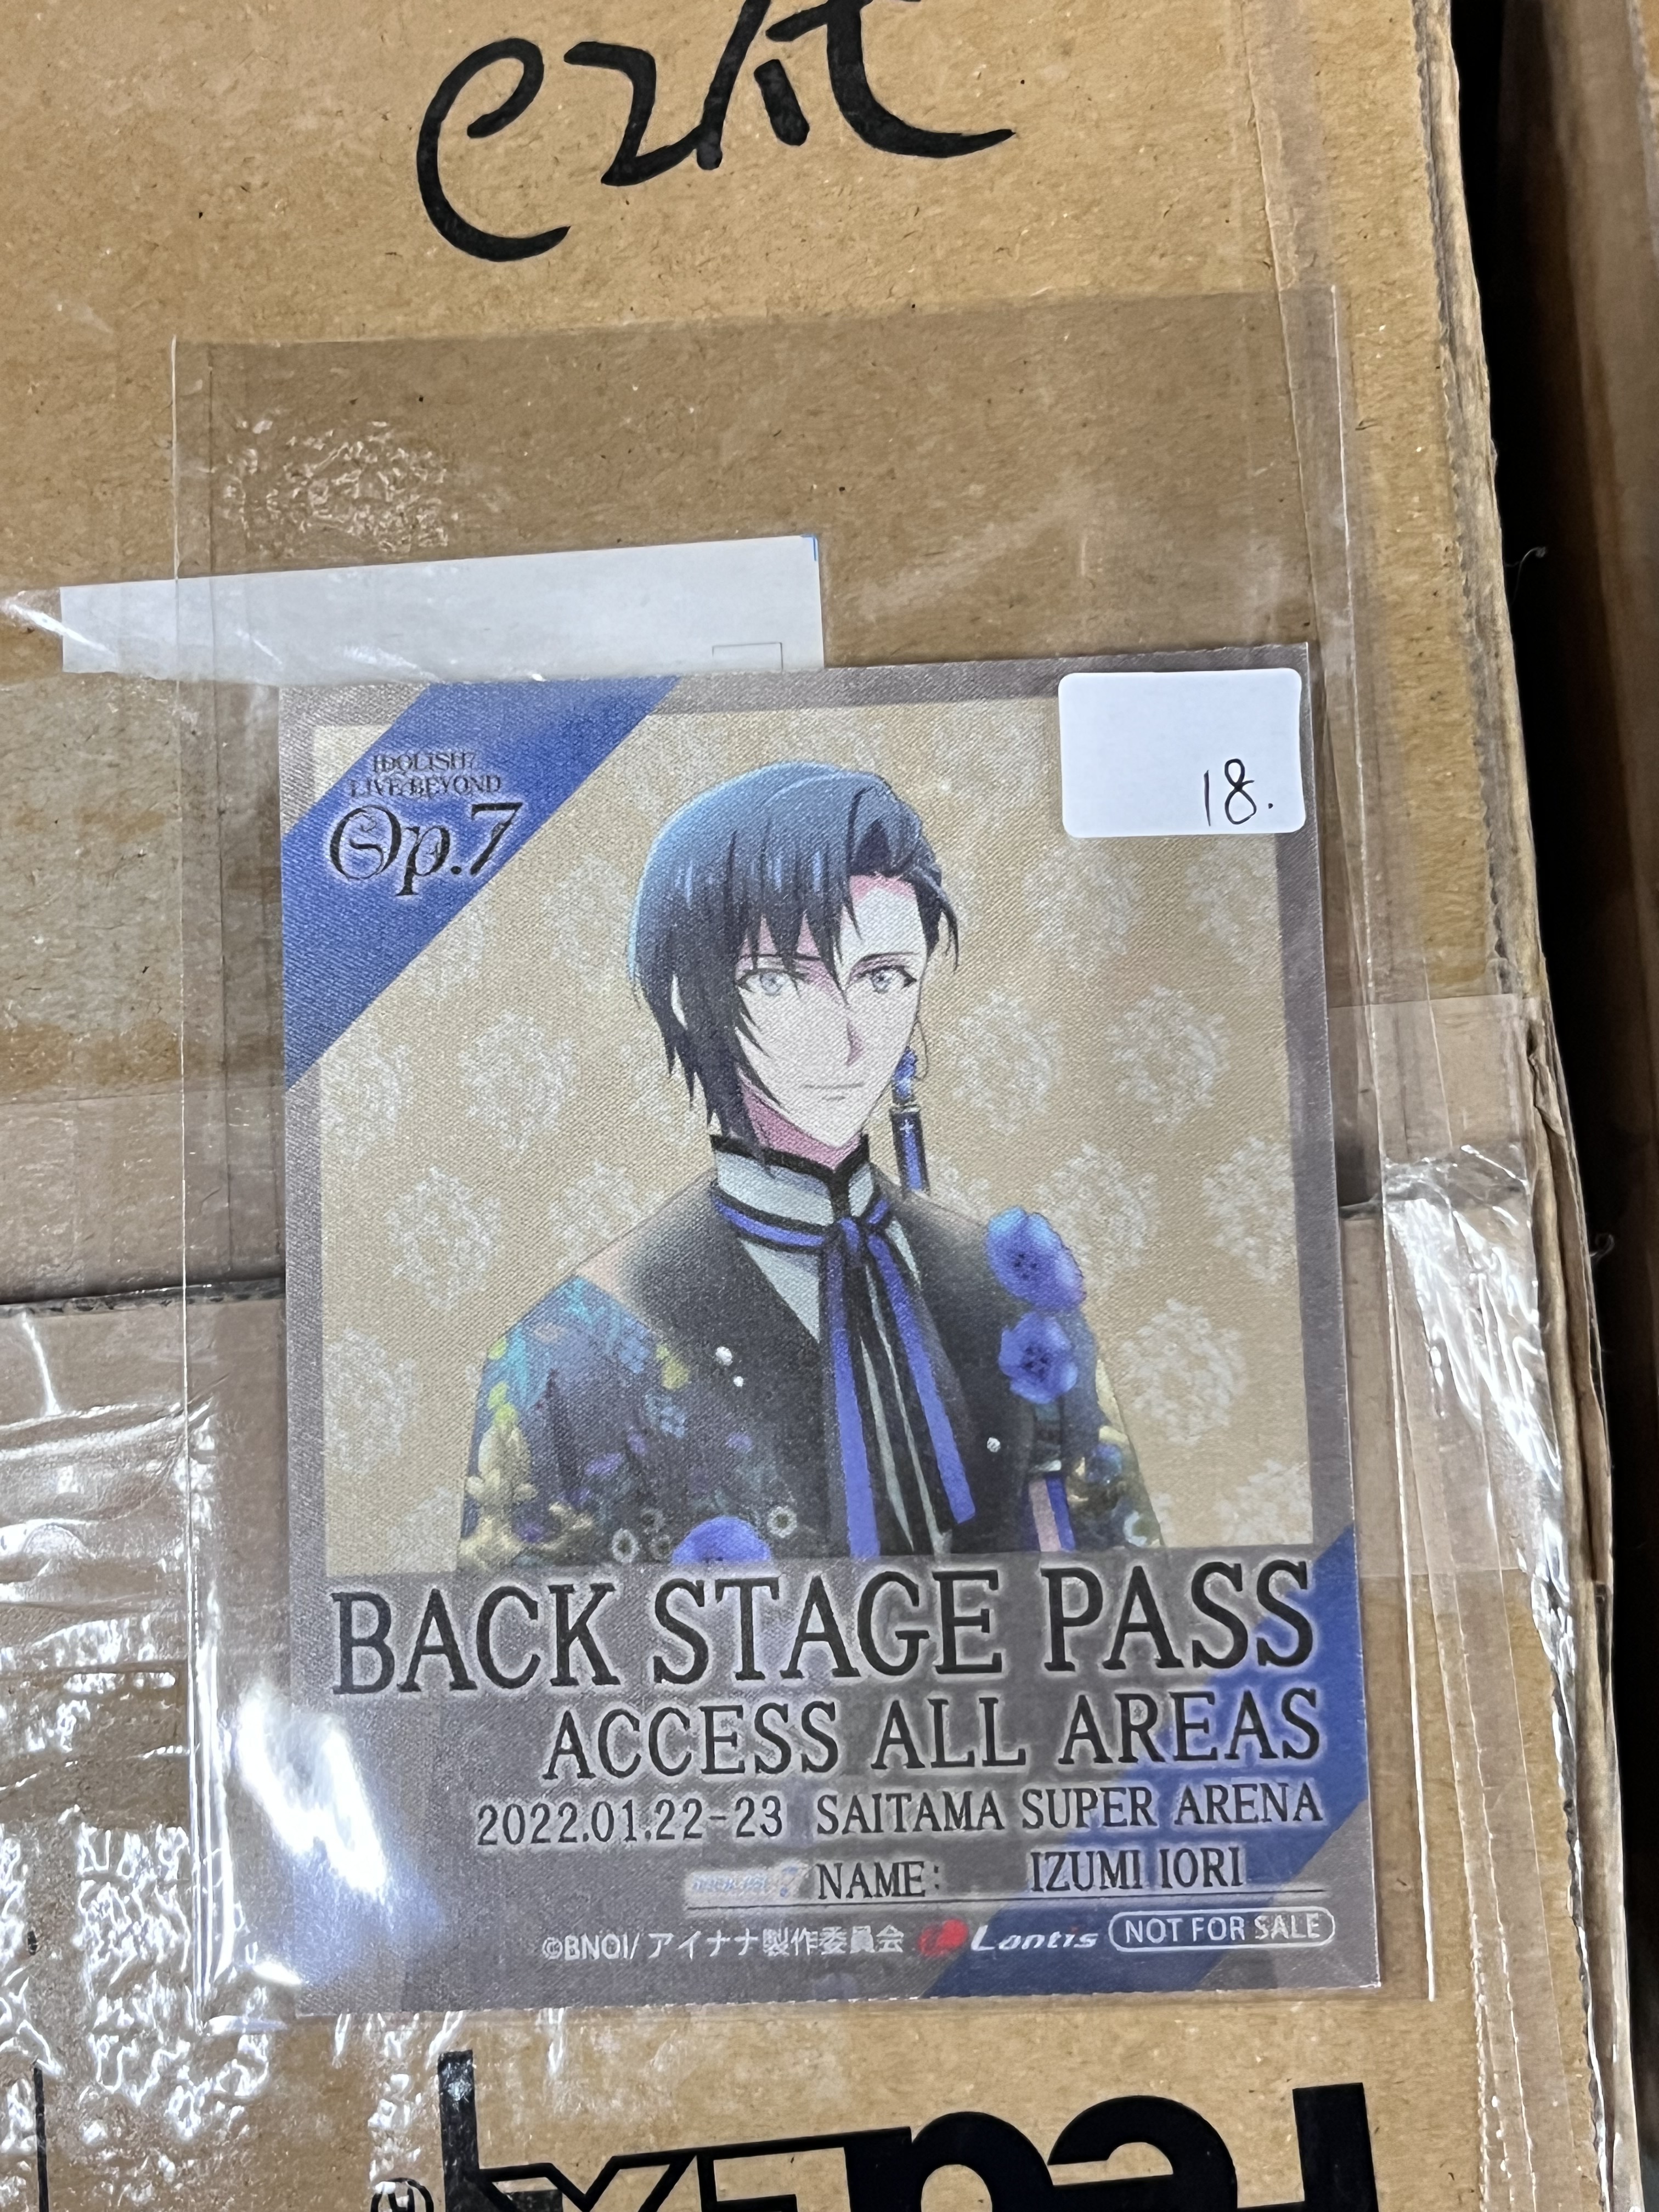 18.
IDOLiSH7
LIVE BEYOND
Op.7
BACK STAGE PASS
ACCESS ALL AREAS
2022.01.22-23 SAITAMA SUPER ARENA
NAME: IZUMI IORI
©BNOI/アイナナ製作委員会 Lantis NOT FOR SALE
FedEx